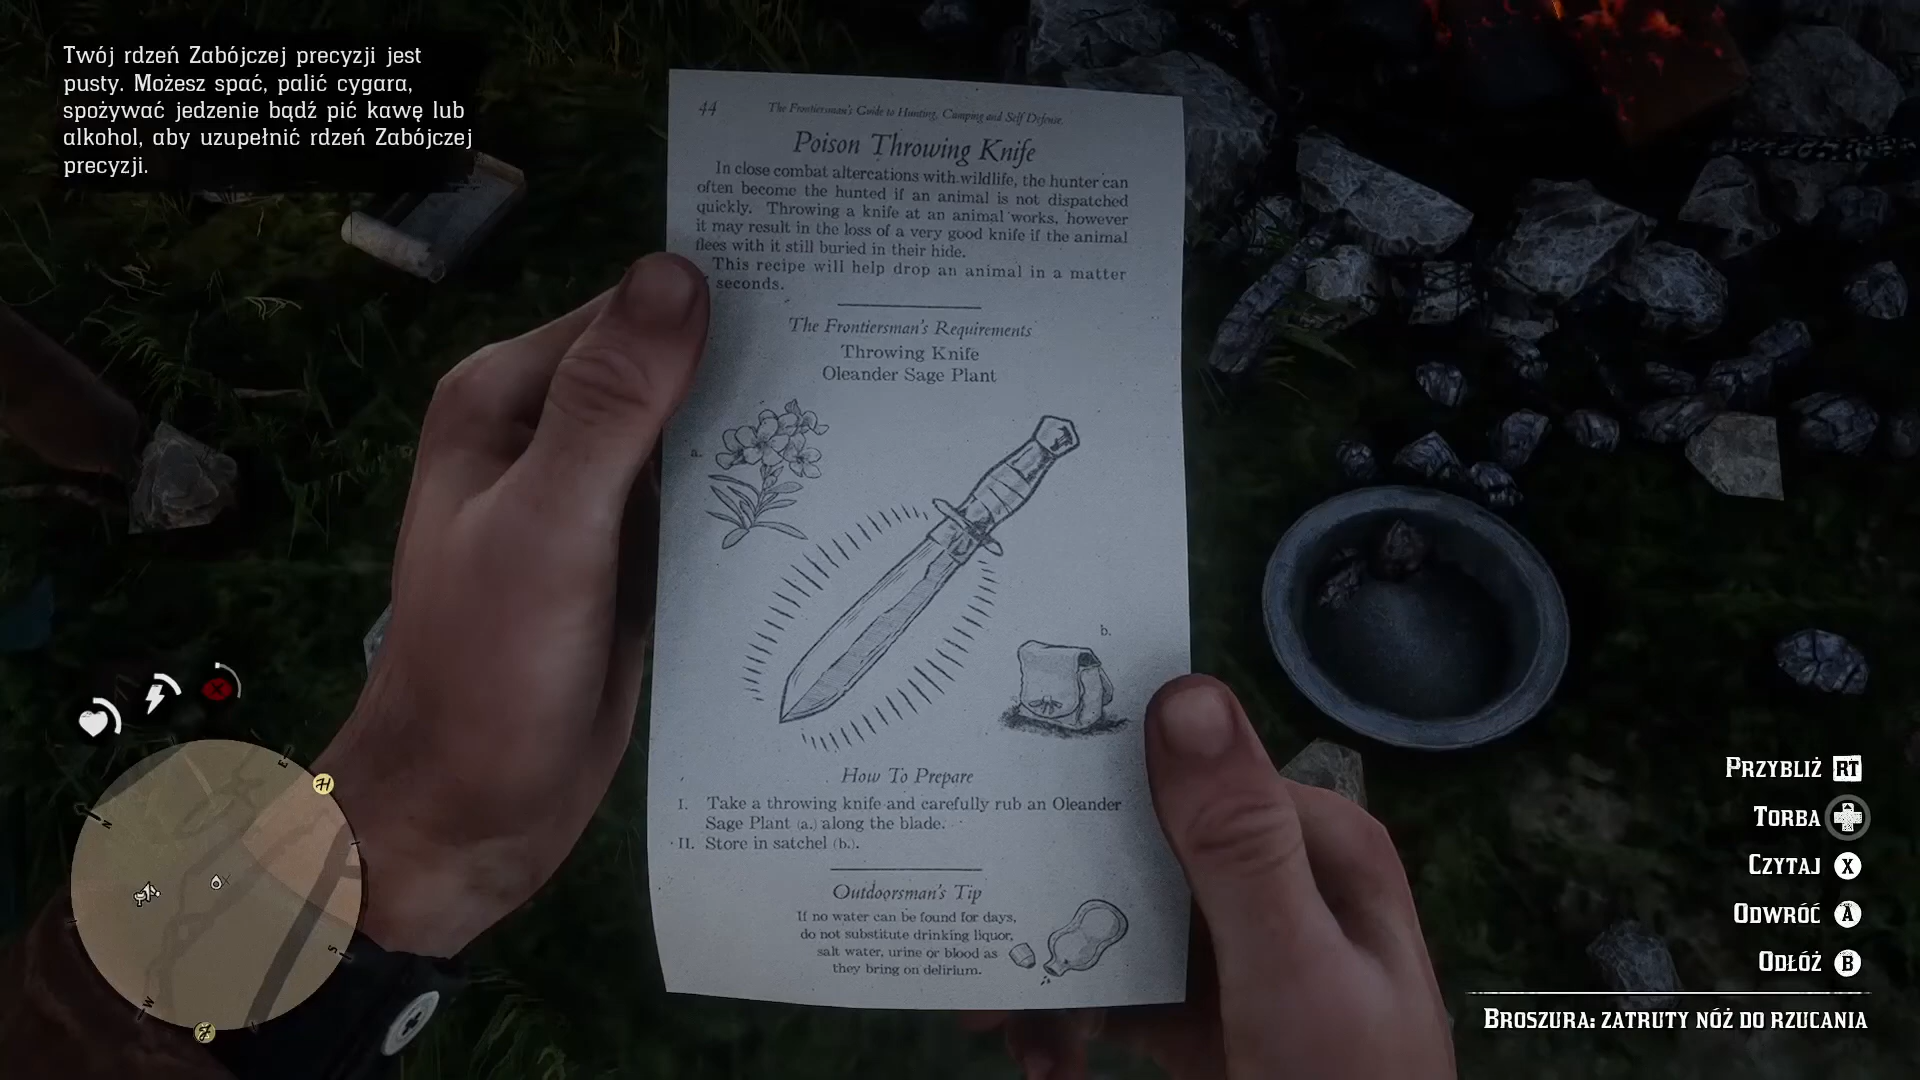 Twój rdzeń Zabójczej precyzji jest
pusty. Możesz spać, palić cygara,
spożywać jedzenie bądź pić kawę lub
alkohol, aby uzupełnić rdzeń Zabójczej
precyzji.
44
The Frontiersman's Guide to Hunting, Camping and Self Defense.
Poison Throwing Knife
In close combat altercations with wildlife, the hunter can
often become the hunted if an animal is not dispatched
quickly. Throwing a knife at an animal works, however
it may result in the loss of a very good knife if the animal
flees with it still buried in their hide.
This recipe will help drop an animal in a matter
seconds.
The Frontiersman's Requirements
Throwing Knife
Oleander Sage Plant
a.
b.
How To Prepare
I. Take a throwing knife and carefully rub an Oleander
Sage Plant (a.) along the blade.
II. Store in satchel (b.).
Outdoorsman's Tip
If no water can be found for days,
do not substitute drinking liquor,
salt water, urine or blood as
they bring on delirium.
E
N
S
W
PRZYBLIŻ RT
TORBA
CZYTAJ X
ODWRÓĆ A
ODŁÓŻ B
BROSZURA: ZATRUTY NÓŻ DO RZUCANIA